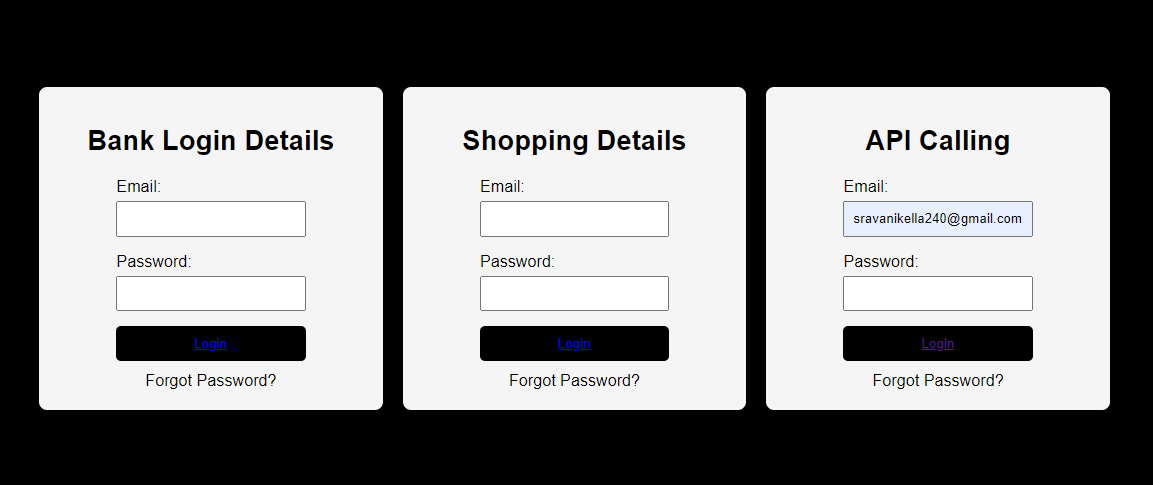 Bank Login Details
Email:
Password:
Login
Forgot Password?
Shopping Details
Email:
Password:
Login
Forgot Password?
API Calling
Email:
sravanikella240@gmail.com
Password:
Login
Forgot Password?